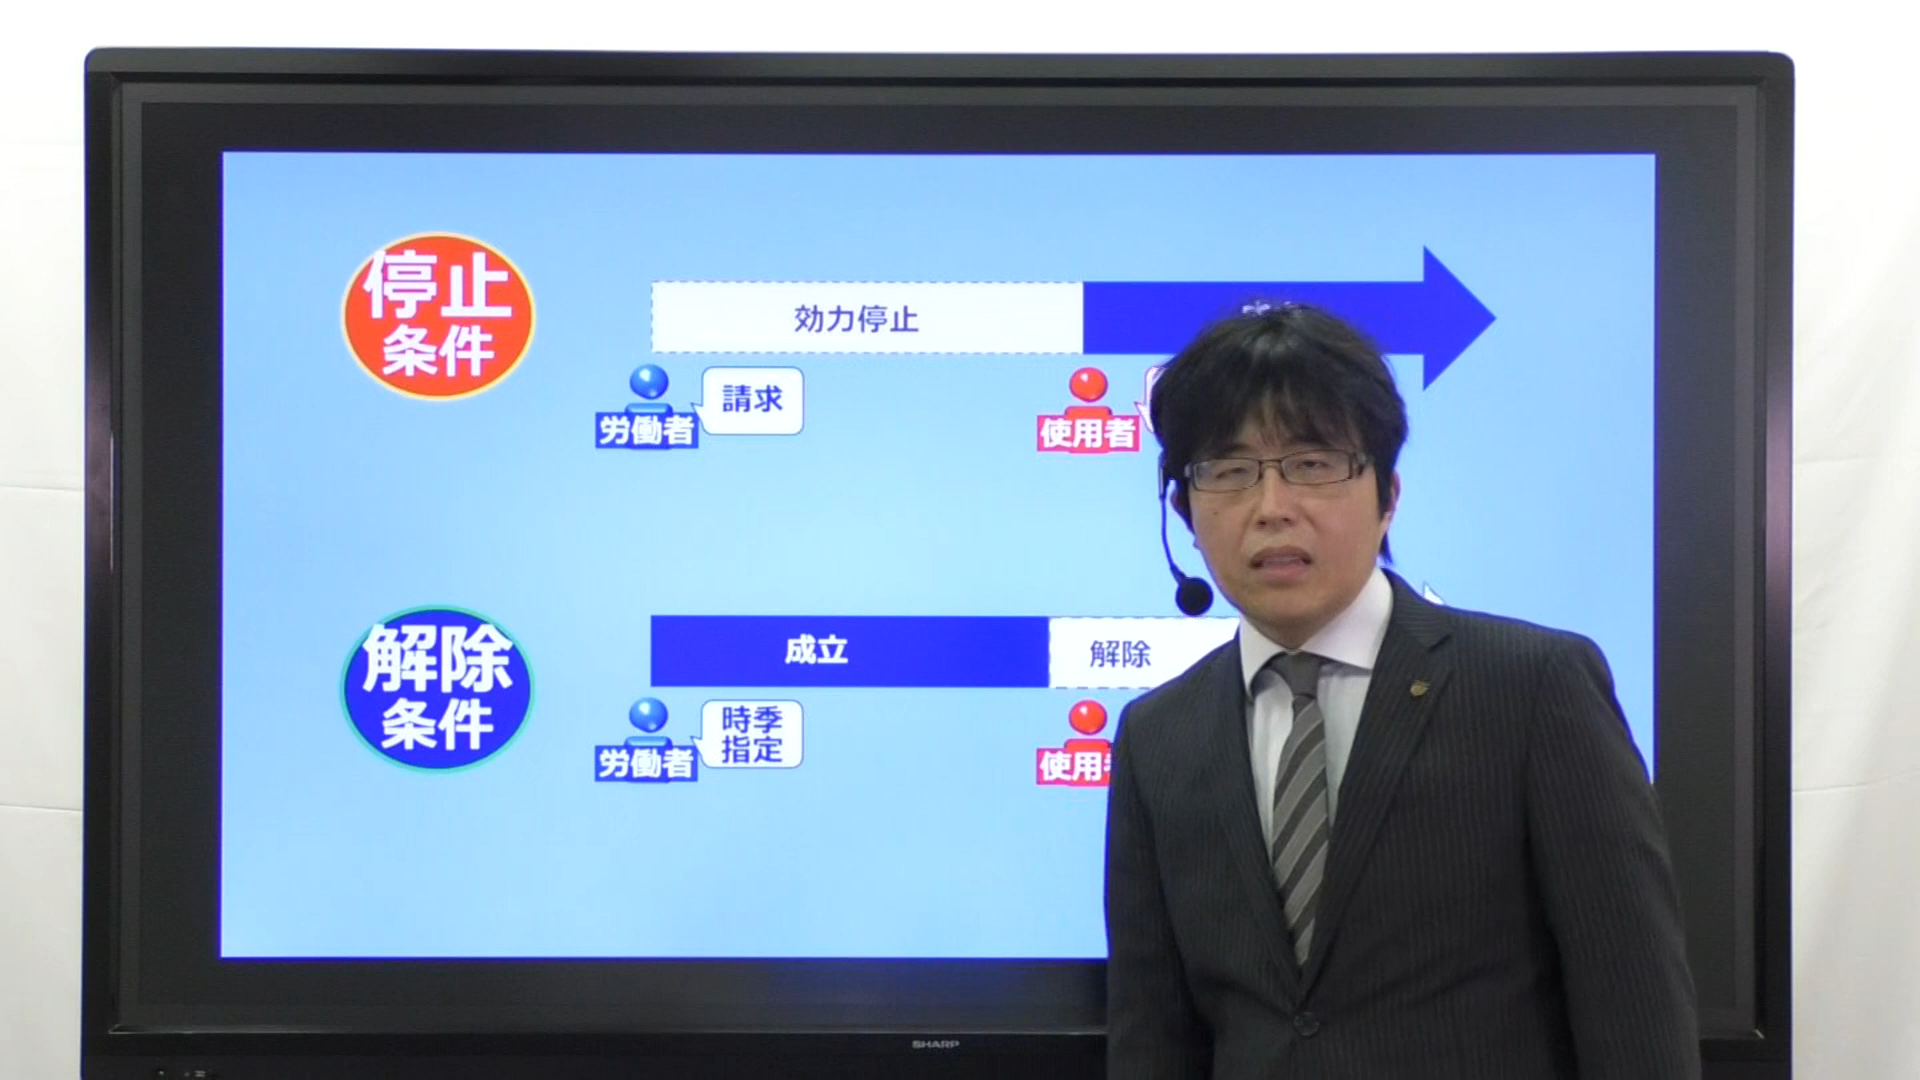 停止
条件
効力停止
労働者
請求
使用者
解除
条件
成立
解除
労働者
時季
指定
使用
SHARP